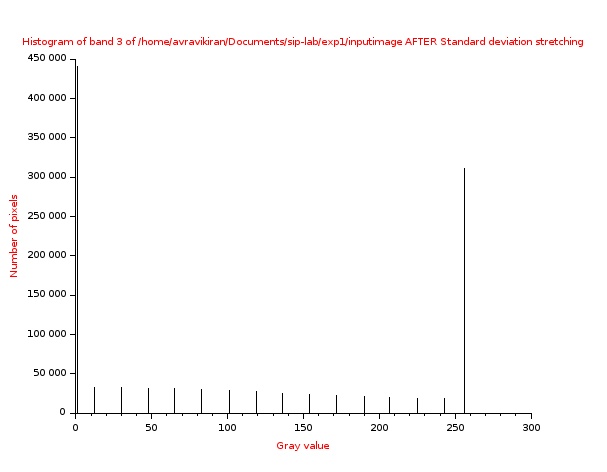 Histogram of band 3 of /home/avravikiran/Documents/sip-lab/exp1/inputimage AFTER Standard deviation stretching
450 000
400 000
350 000
300 000
250 000
200 000
150 000
100 000
50 000
0
Number of pixels
0 50 100 150 200 250 300
Gray value